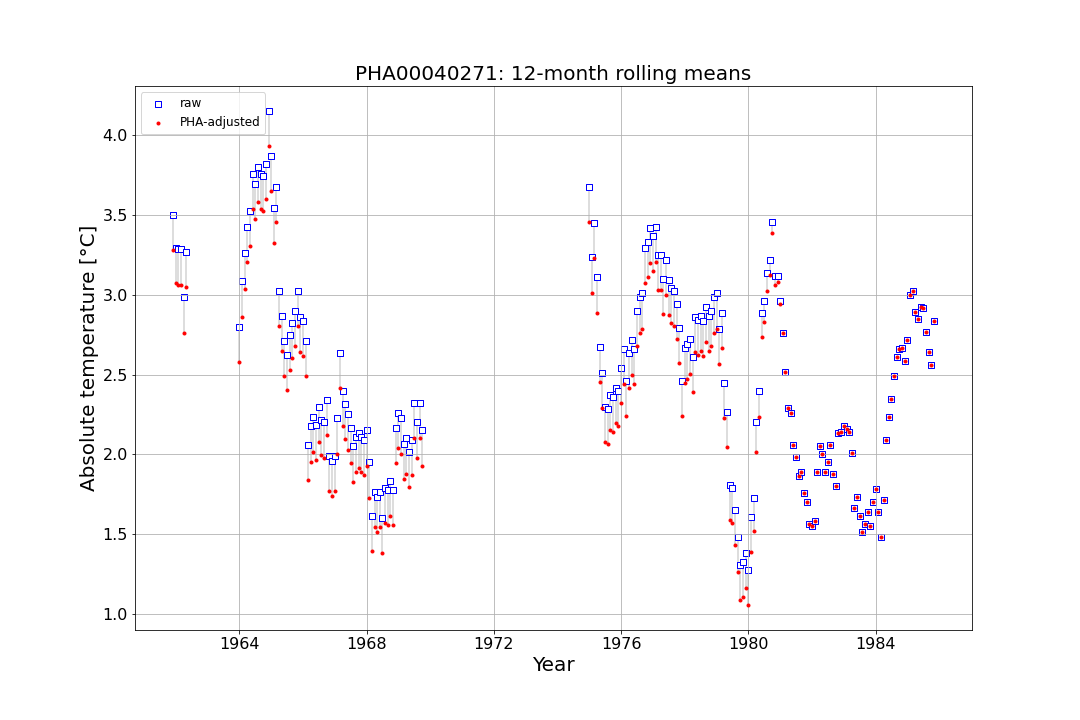 PHA00040271: 12-month rolling means
raw
PHA-adjusted
Absolute temperature [°C]
4.0
3.5
3.0
2.5
2.0
1.5
1.0
1964 1968 1972 1976 1980 1984
Year